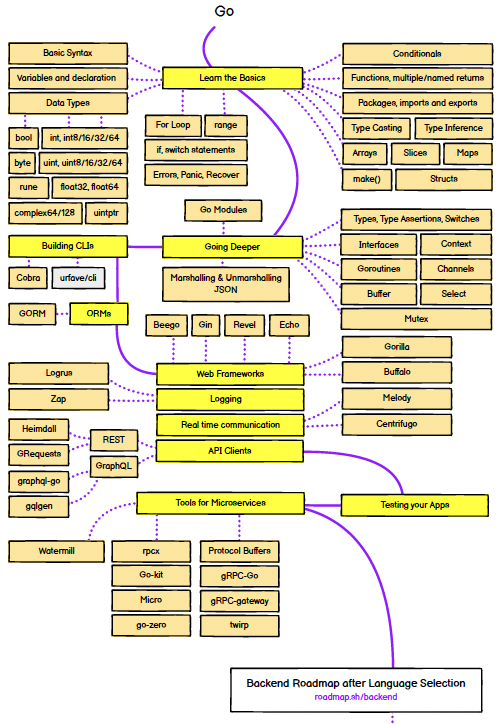 Go
Basic Syntax
Variables and declaration
Data Types
Learn the Basics
Conditionals
Functions, multiple/named returns
Packages, imports and exports
Type Casting
Type Inference
Arrays
Slices
Maps
make()
Structs
bool
int, int8/16/32/64
byte
uint, uint8/16/32/64
rune
float32, float64
complex64/128
uintptr
For Loop
range
if, switch statements
Errors, Panic, Recover
Go Modules
Building CLIs
Going Deeper
Types, Type Assertions, Switches
Interfaces
Context
Goroutines
Channels
Buffer
Select
Mutex
Cobra
urfave/cli
Marshalling & Unmarshalling
JSON
GORM
ORMs
Beego
Gin
Revel
Echo
Gorilla
Buffalo
Web Frameworks
Logrus
Zap
Logging
Melody
Centrifugo
Real time communication
Heimdall
GRequests
REST
graphql-go
gqlgen
GraphQL
API Clients
Tools for Microservices
Testing your Apps
Watermill
rpcx
Go-kit
Micro
go-zero
Protocol Buffers
gRPC-Go
gRPC-gateway
twirp
Backend Roadmap after Language Selection
roadmap.sh/backend